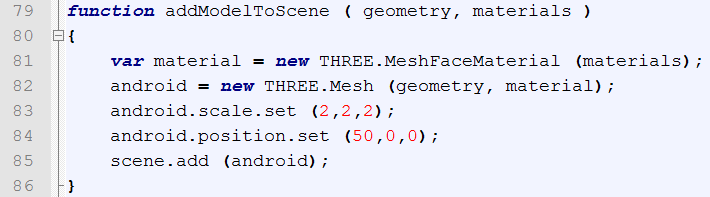 79 function addModelToScene ( geometry, materials )
80 {
81 var material = new THREE.MeshFaceMaterial (materials);
82 android = new THREE.Mesh (geometry, material);
83 android.scale.set (2,2,2);
84 android.position.set (50,0,0);
85 scene.add (android);
86 }